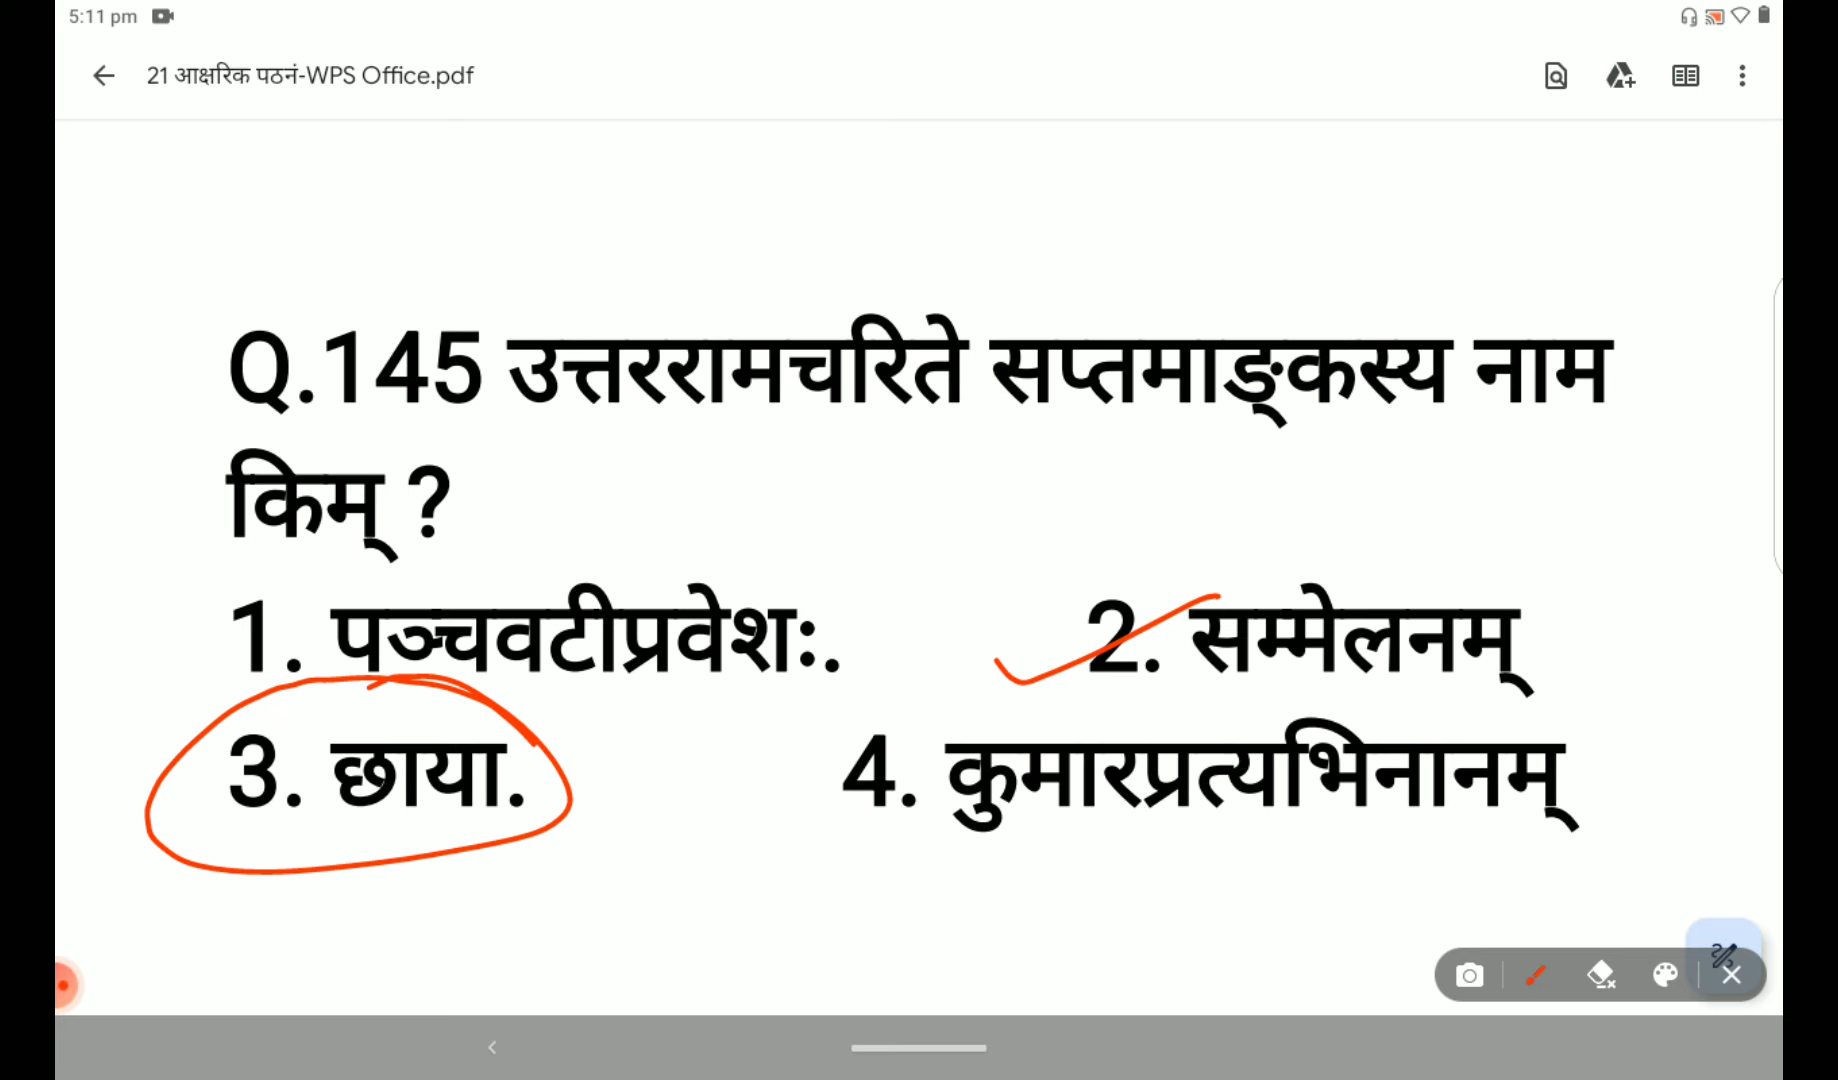 5:11 pm
21 आक्षरिक पठनं-WPS Office.pdf
Q.145 उत्तररामचरिते सप्तमाङ्कस्य नाम
किम् ?
1. पञ्चवटीप्रवेशः. 2. सम्मेलनम्
3. छाया. 4. कुमारप्रत्यभिनानम्